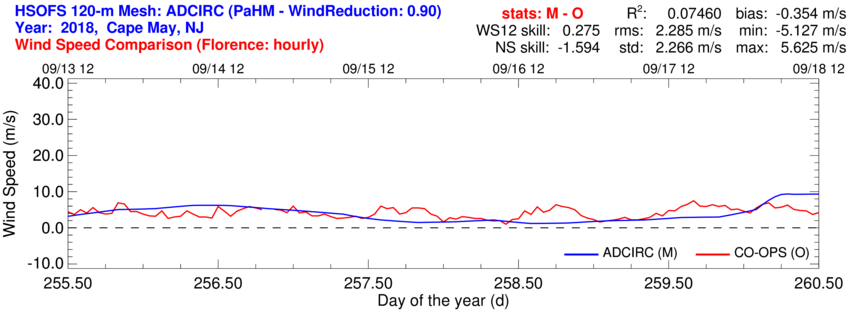 HSOFS 120-m Mesh: ADCIRC (PaHM - WindReduction: 0.90)
Year: 2018, Cape May, NJ
Wind Speed Comparison (Florence: hourly)
stats: M - O R2: 0.07460 bias: -0.354 m/s
WS12 skill: 0.275 rms: 2.285 m/s min: -5.127 m/s
NS skill: -1.594 std: 2.266 m/s max: 5.625 m/s
09/13 12 09/14 12 09/15 12 09/16 12 09/17 12 09/18 12
40.0
30.0
20.0
10.0
0.0
-10.0
Wind Speed (m/s)
ADCIRC (M) CO-OPS (O)
255.50 256.50 257.50 258.50 259.50 260.50
Day of the year (d)